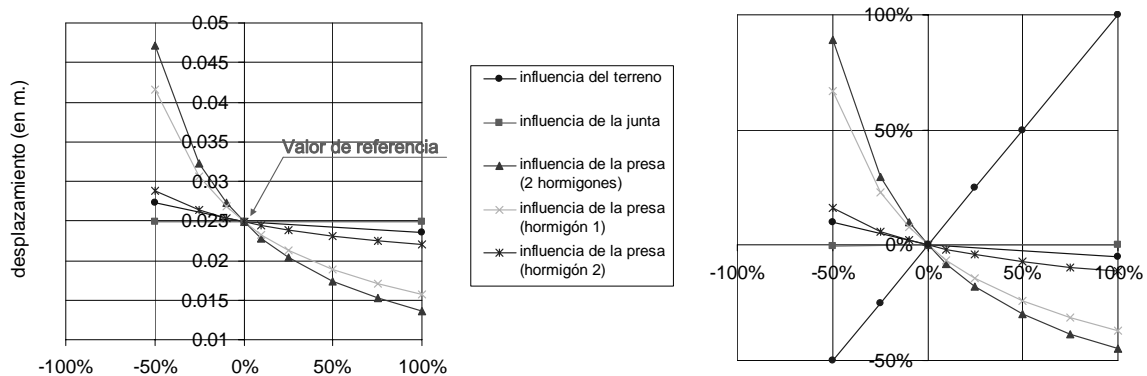 desplazamiento (en m.)
0.05
0.045
0.04
0.035
0.03
0.025
0.02
0.015
0.01
-100%
-50%
0%
50%
100%
Valor de referencia
influencia del terreno
influencia de la junta
influencia de la presa
(2 hormigones)
influencia de la presa
(hormigón 1)
influencia de la presa
(hormigón 2)
100%
50%
0%
-50%
-100%
-50%
0%
50%
100%